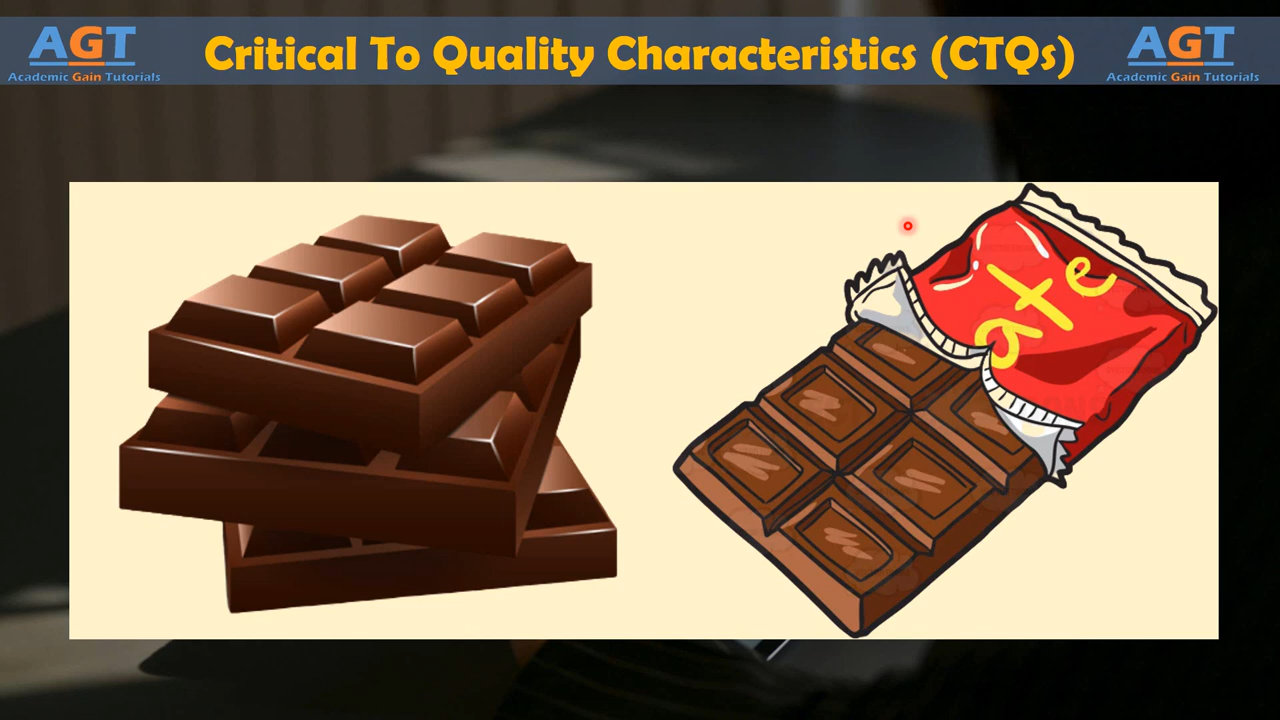 AGT
Academic Gain Tutorials
Critical To Quality Characteristics (CTQs)
AGT
Academic Gain Tutorials
ate